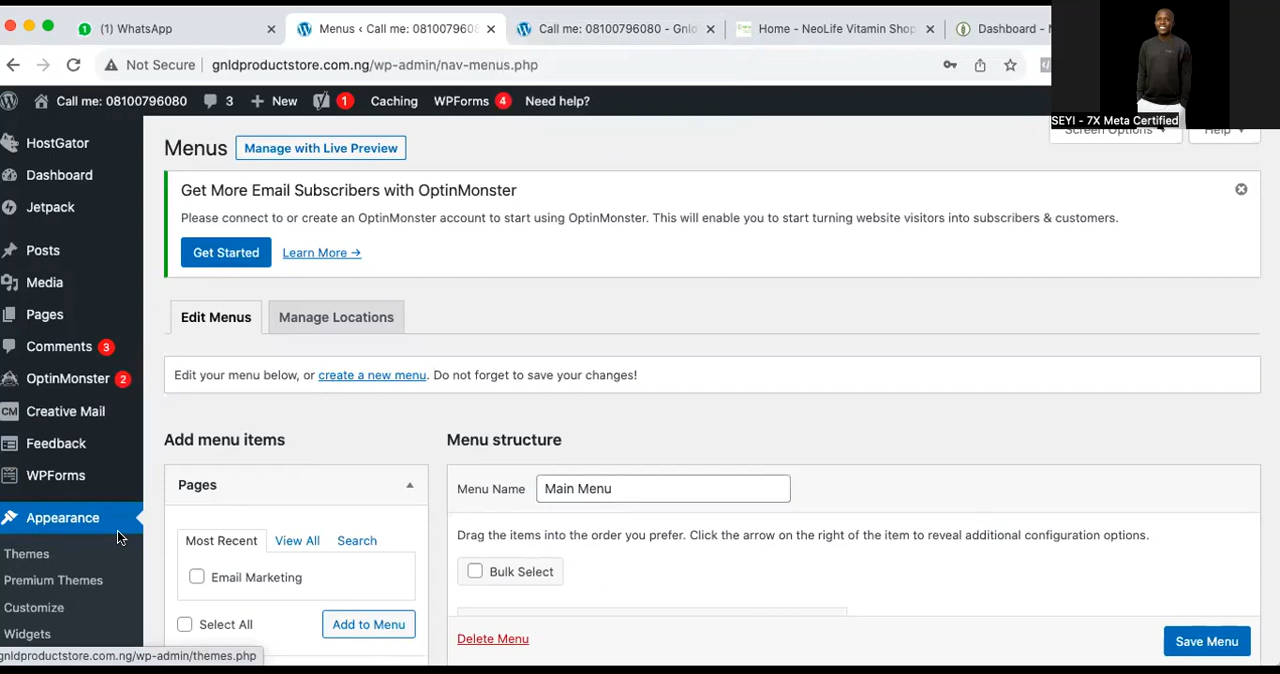 (1) WhatsApp
Menus ‹ Call me: 0810079608
Call me: 08100796080 - Gnld
Home - NeoLife Vitamin Shop
Dashboard -
Not Secure
gnldproductstore.com.ng/wp-admin/nav-menus.php
SEYI - 7X Meta Certified
Call me: 08100796080
3
New
1
Caching
WPForms 4
Need help?
Screen Options
Help
HostGator
Dashboard
Jetpack
Posts
Media
Pages
Comments 3
OptinMonster 2
CM Creative Mail
Feedback
WPForms
Appearance
Themes
Premium Themes
Customize
Widgets
gnldproductstore.com.ng/wp-admin/themes.php
Menus
Manage with Live Preview
Get More Email Subscribers with OptinMonster
Please connect to or create an OptinMonster account to start using OptinMonster. This will enable you to start turning website visitors into subscribers & customers.
Get Started
Learn More →
Edit Menus
Manage Locations
Edit your menu below, or create a new menu. Do not forget to save your changes!
Add menu items
Pages
Most Recent
View All
Search
Email Marketing
Select All
Add to Menu
Menu structure
Menu Name
Main Menu
Drag the items into the order you prefer. Click the arrow on the right of the item to reveal additional configuration options.
Bulk Select
Delete Menu
Save Menu